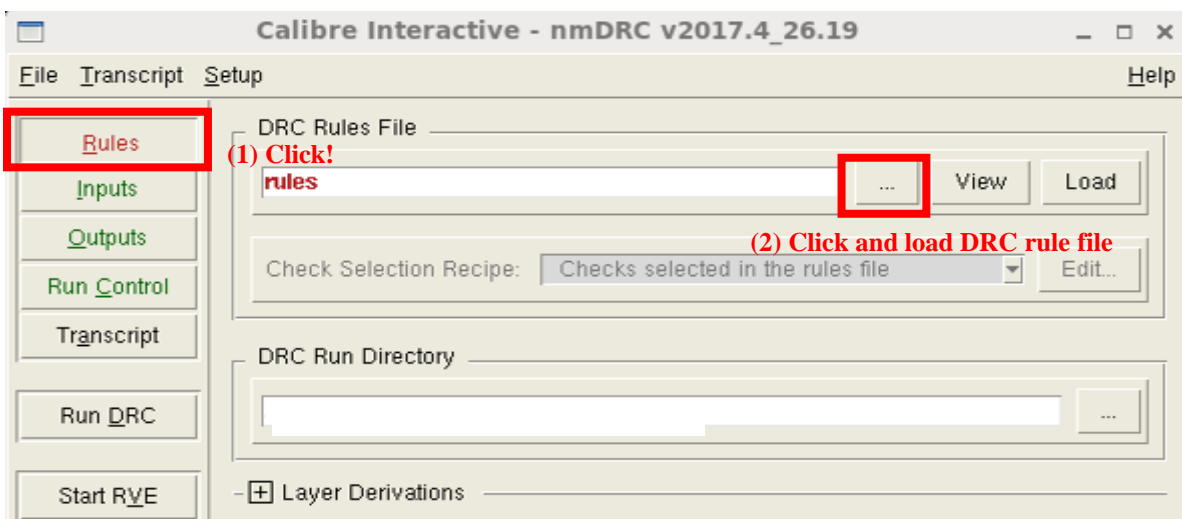 Calibre Interactive - nmDRC v2017.4_26.19
File Transcript Setup Help
Rules
Inputs
Outputs
Run Control
Transcript
Run DRC
Start RVE
DRC Rules File
(1) Click!
rules ... View Load
(2) Click and load DRC rule file
Check Selection Recipe: Checks selected in the rules file Edit...
DRC Run Directory
...
Layer Derivations